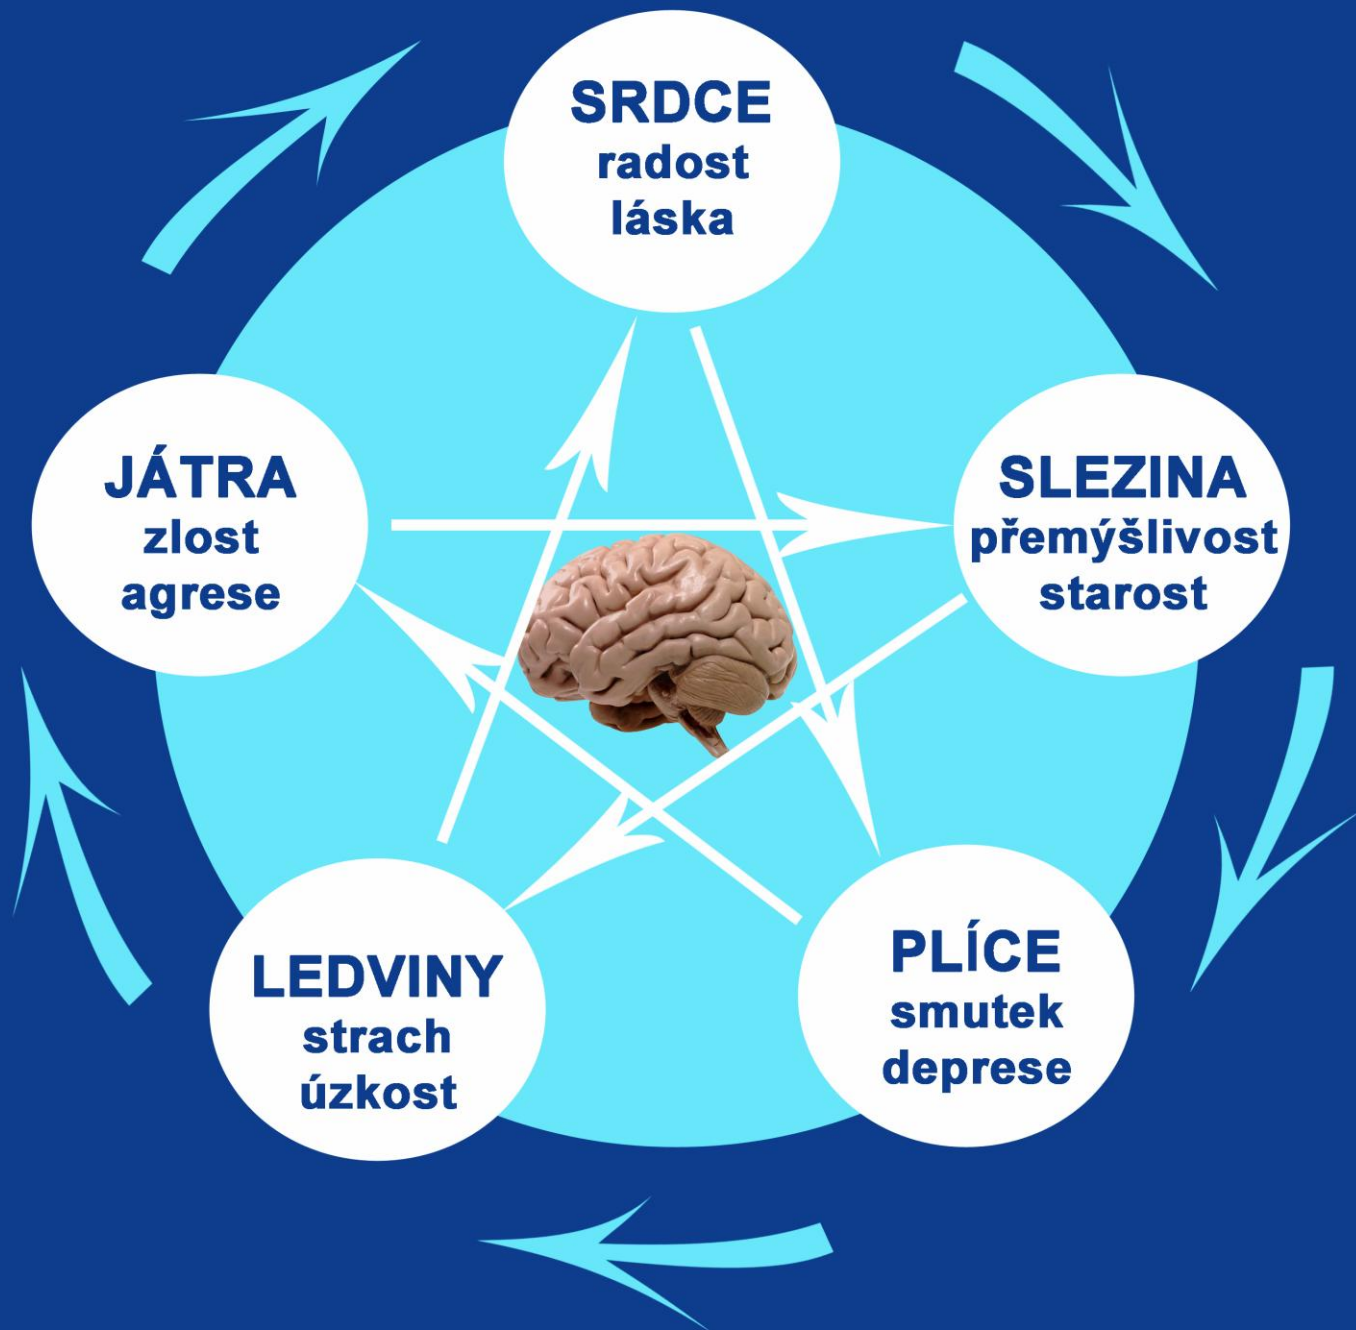 SRDCE
radost
láska
JÁTRA
zlost
agrese
SLEZINA
přemýšlivost
starost
LEDVINY
strach
úzkost
PLÍCE
smutek
deprese